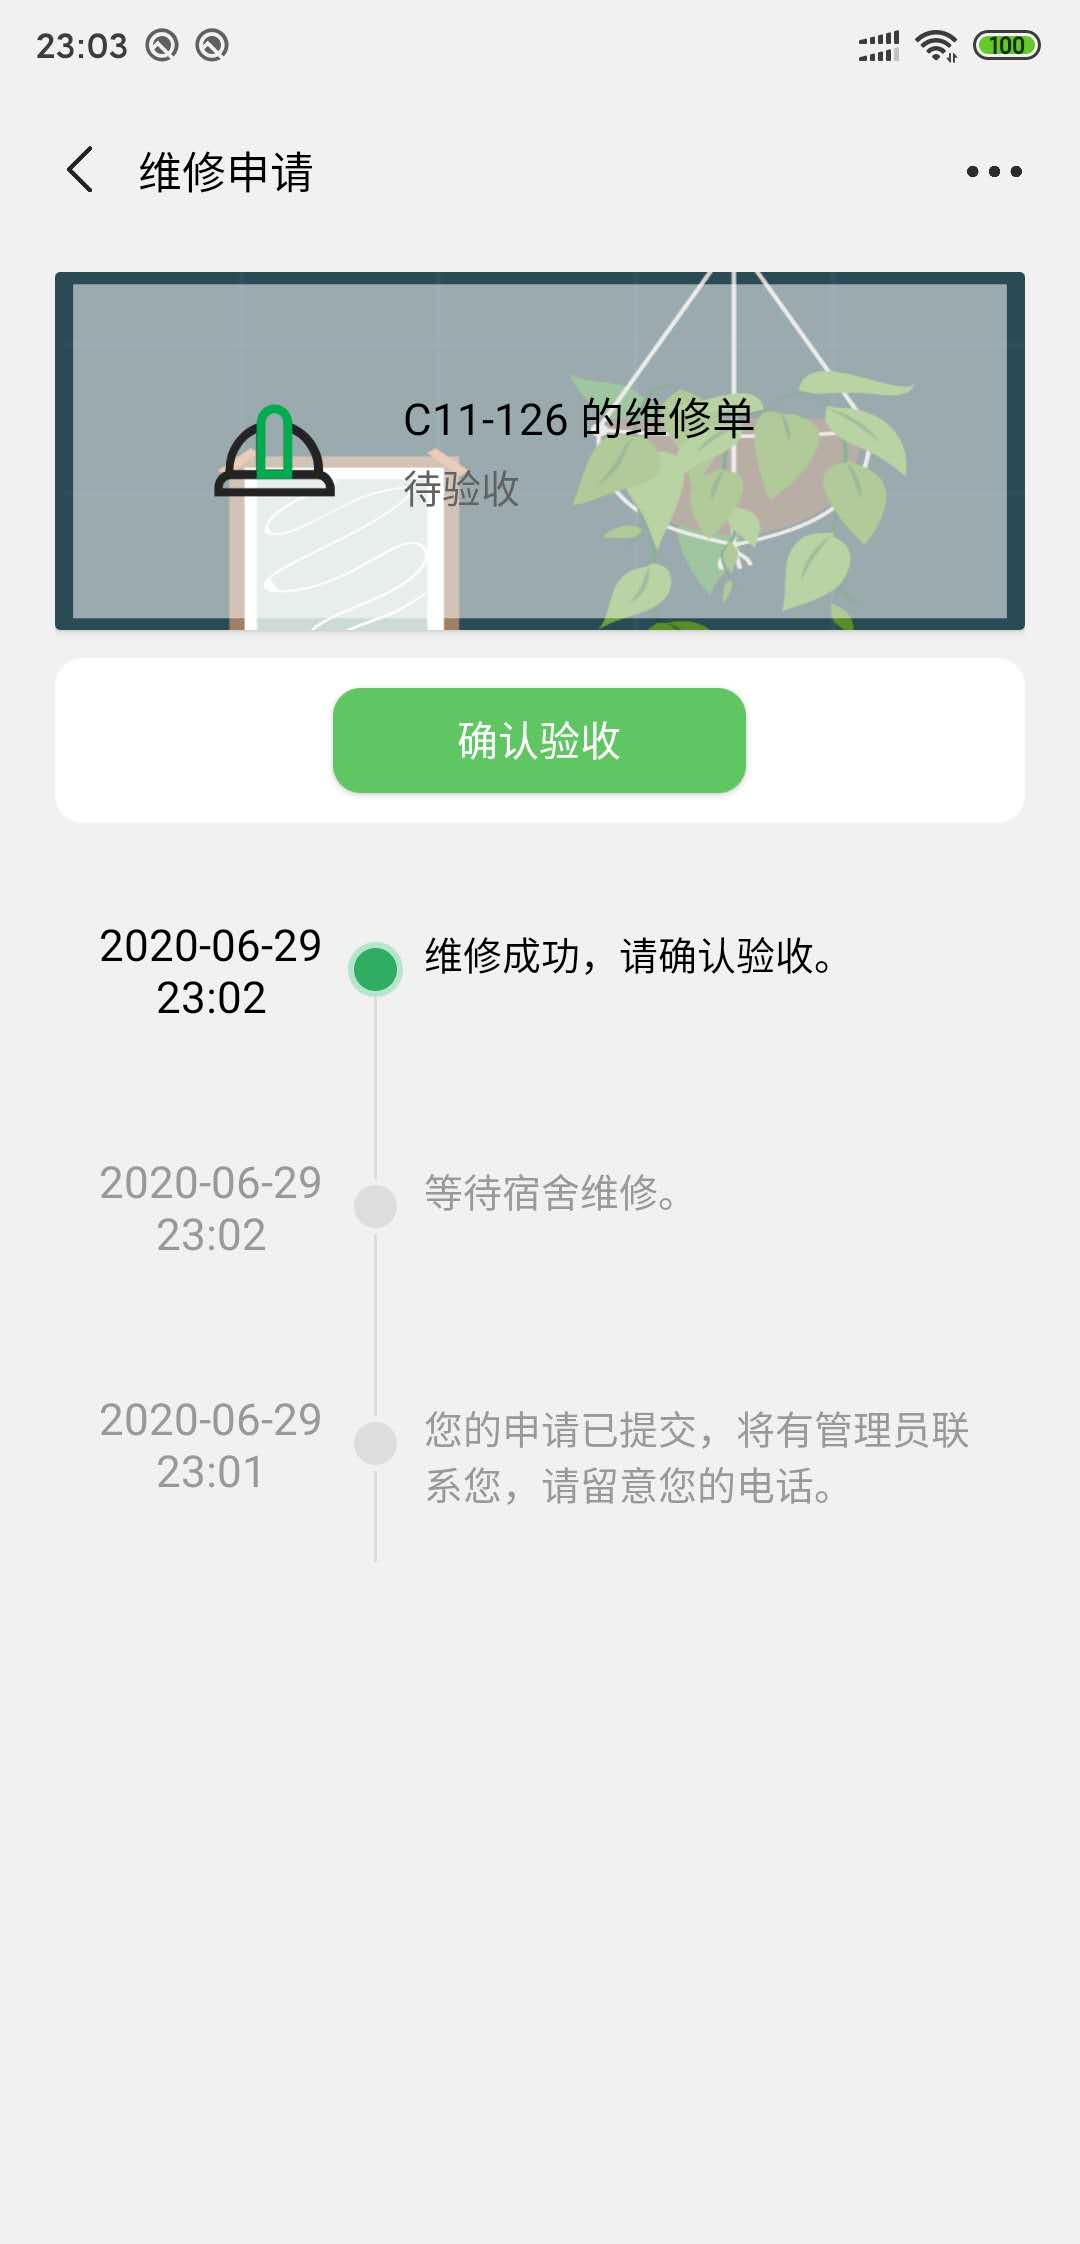 23:03
100
维修申请
C11-126 的维修单
待验收
确认验收
2020-06-29
23:02
维修成功，请确认验收。
2020-06-29
23:02
等待宿舍维修。
2020-06-29
23:01
您的申请已提交，将有管理员联
系您，请留意您的电话。